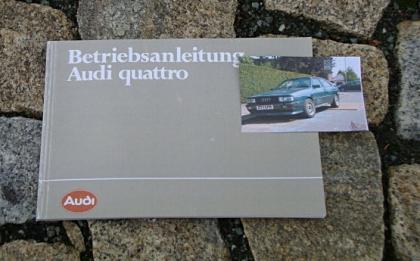 Betriebsanleitung
Audi quattro
Audi